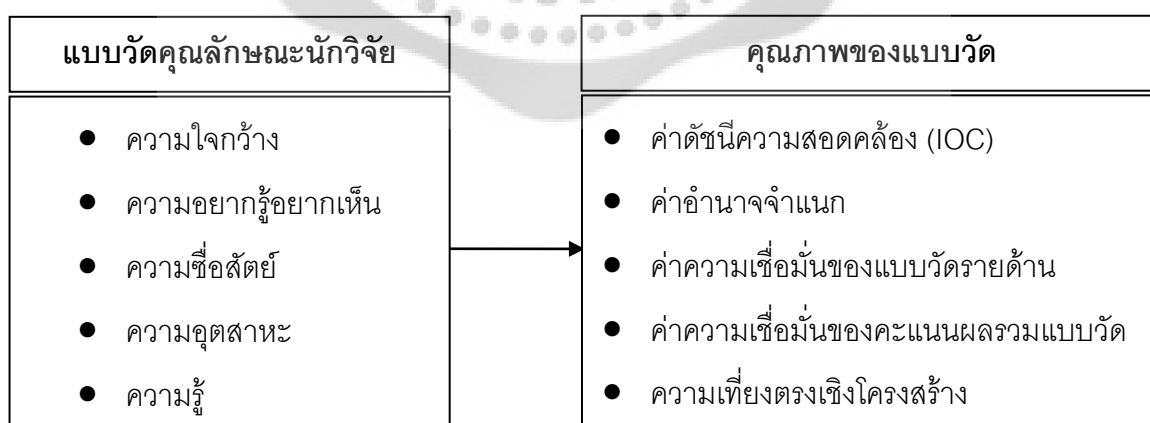 แบบวัดคุณลักษณะนักวิจัย
● ความใจกว้าง
● ความอยากรู้อยากเห็น
● ความซื่อสัตย์
● ความอุตสาหะ
● ความรู้
คุณภาพของแบบวัด
● ค่าดัชนีความสอดคล้อง (IOC)
● ค่าอำนาจจำแนก
● ค่าความเชื่อมั่นของแบบวัดรายด้าน
● ค่าความเชื่อมั่นของคะแนนผลรวมแบบวัด
● ความเที่ยงตรงเชิงโครงสร้าง